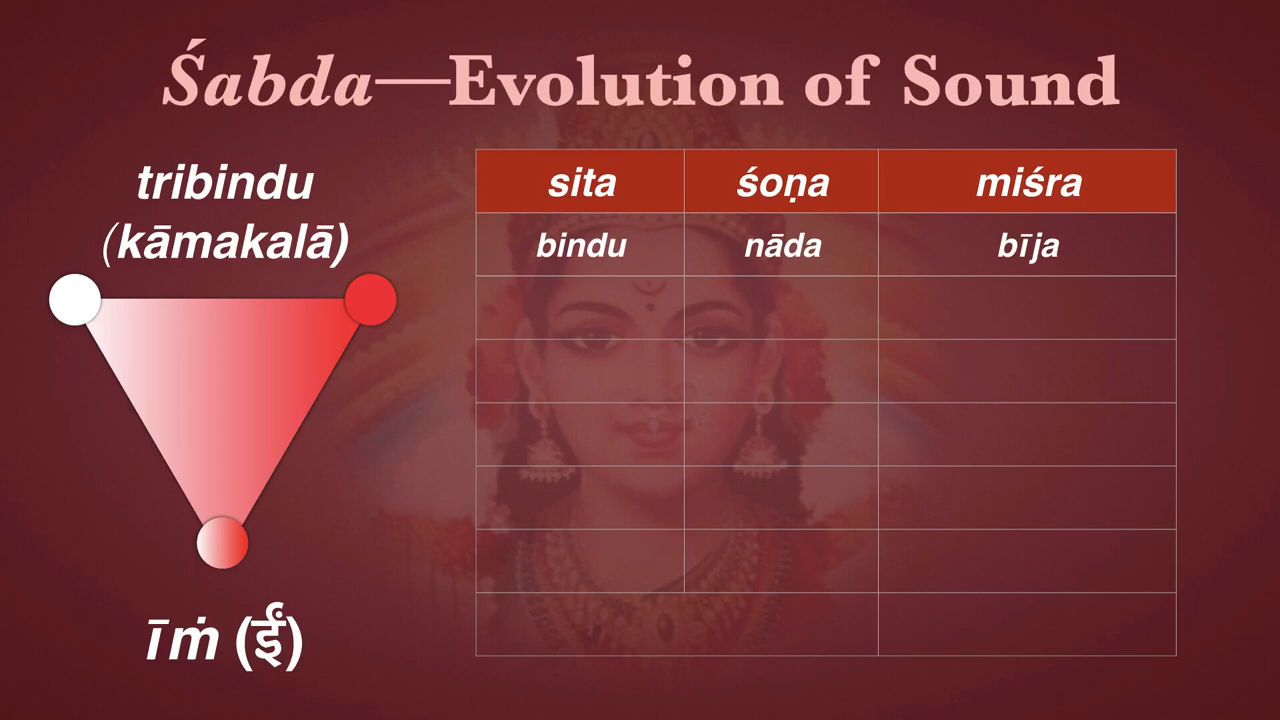 Śabda—Evolution of Sound
tribindu
(kāmakalā)
īṁ (ईं)
sita śoṇa miśra
bindu nāda bīja